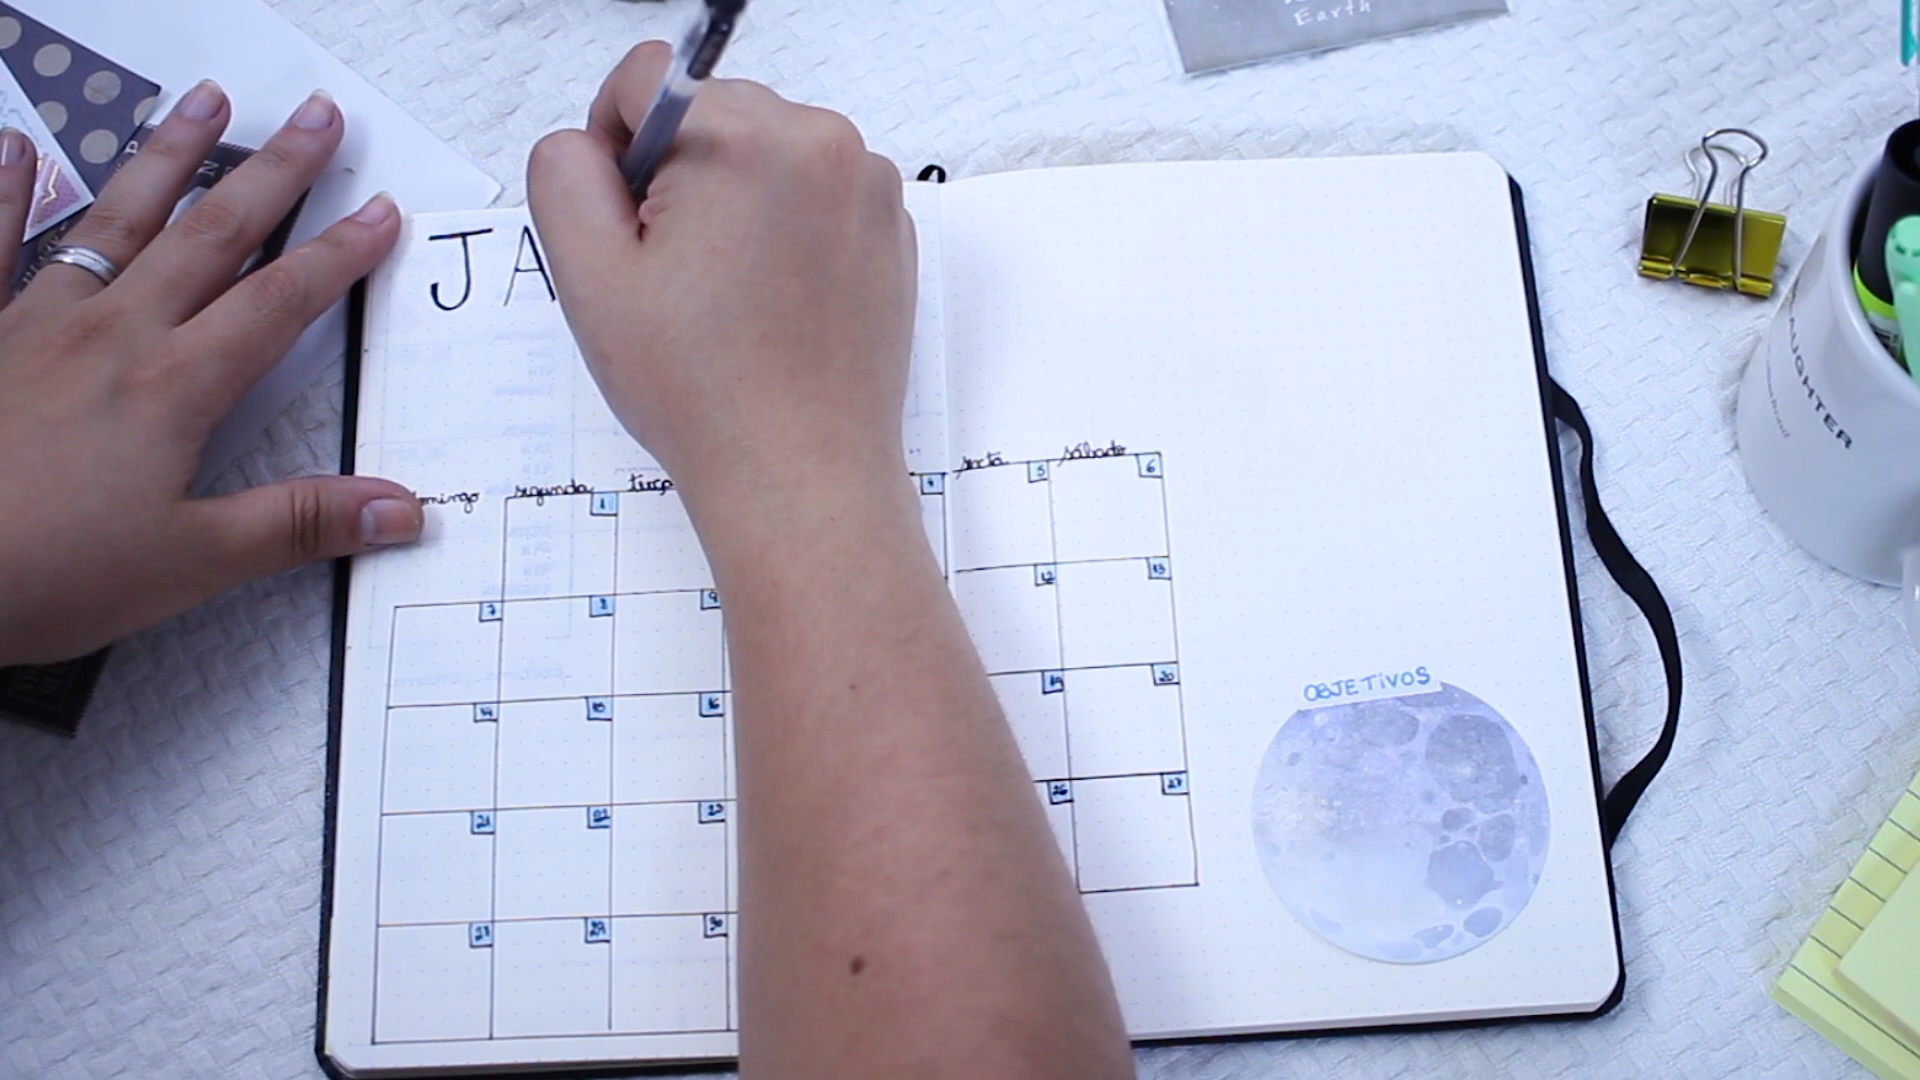 Earth
JA
domingo segunda terça sexta sábado
1 4 5 6
7 8 9 12 13
14 15 16 19 20
21 22 23 26 27
28 29 30
OBJETIVOS
AUGHTER